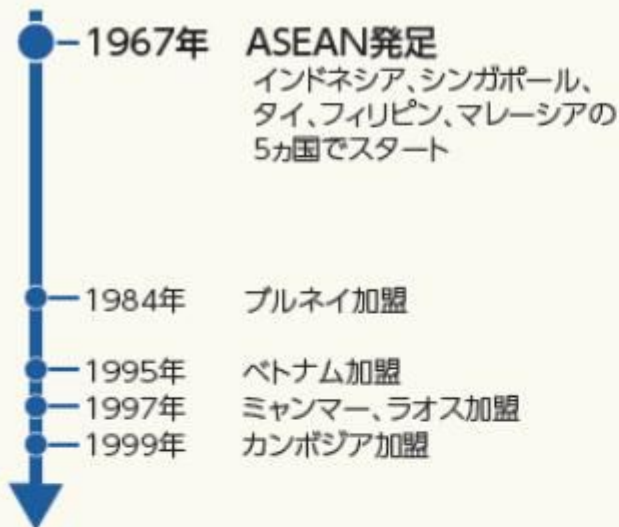 1967年 ASEAN発足
インドネシア、シンガポール、
タイ、フィリピン、マレーシアの
5ヵ国でスタート
1984年 ブルネイ加盟
1995年 ベトナム加盟
1997年 ミャンマー、ラオス加盟
1999年 カンボジア加盟